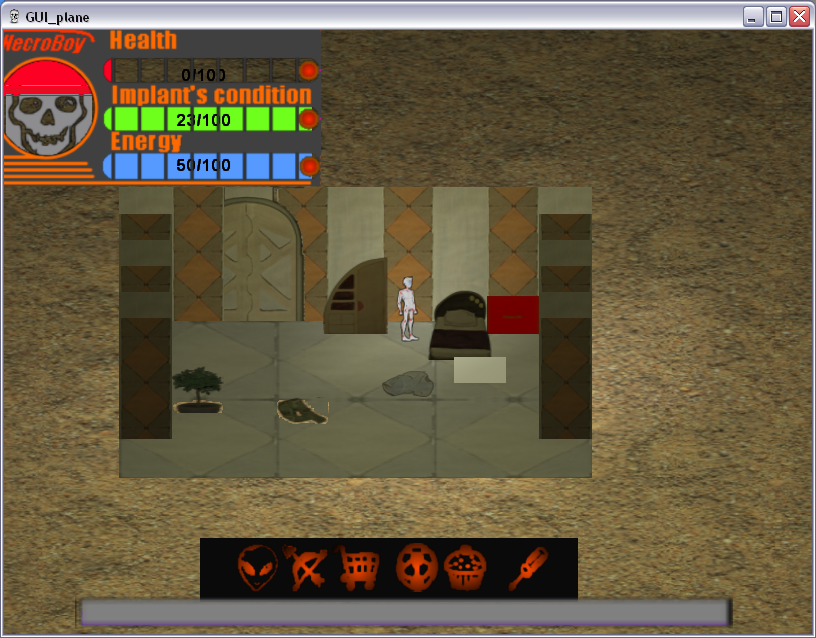 GUI_plane
NecroBoy
Health
0/100
Implant's condition
23/100
Energy
50/100